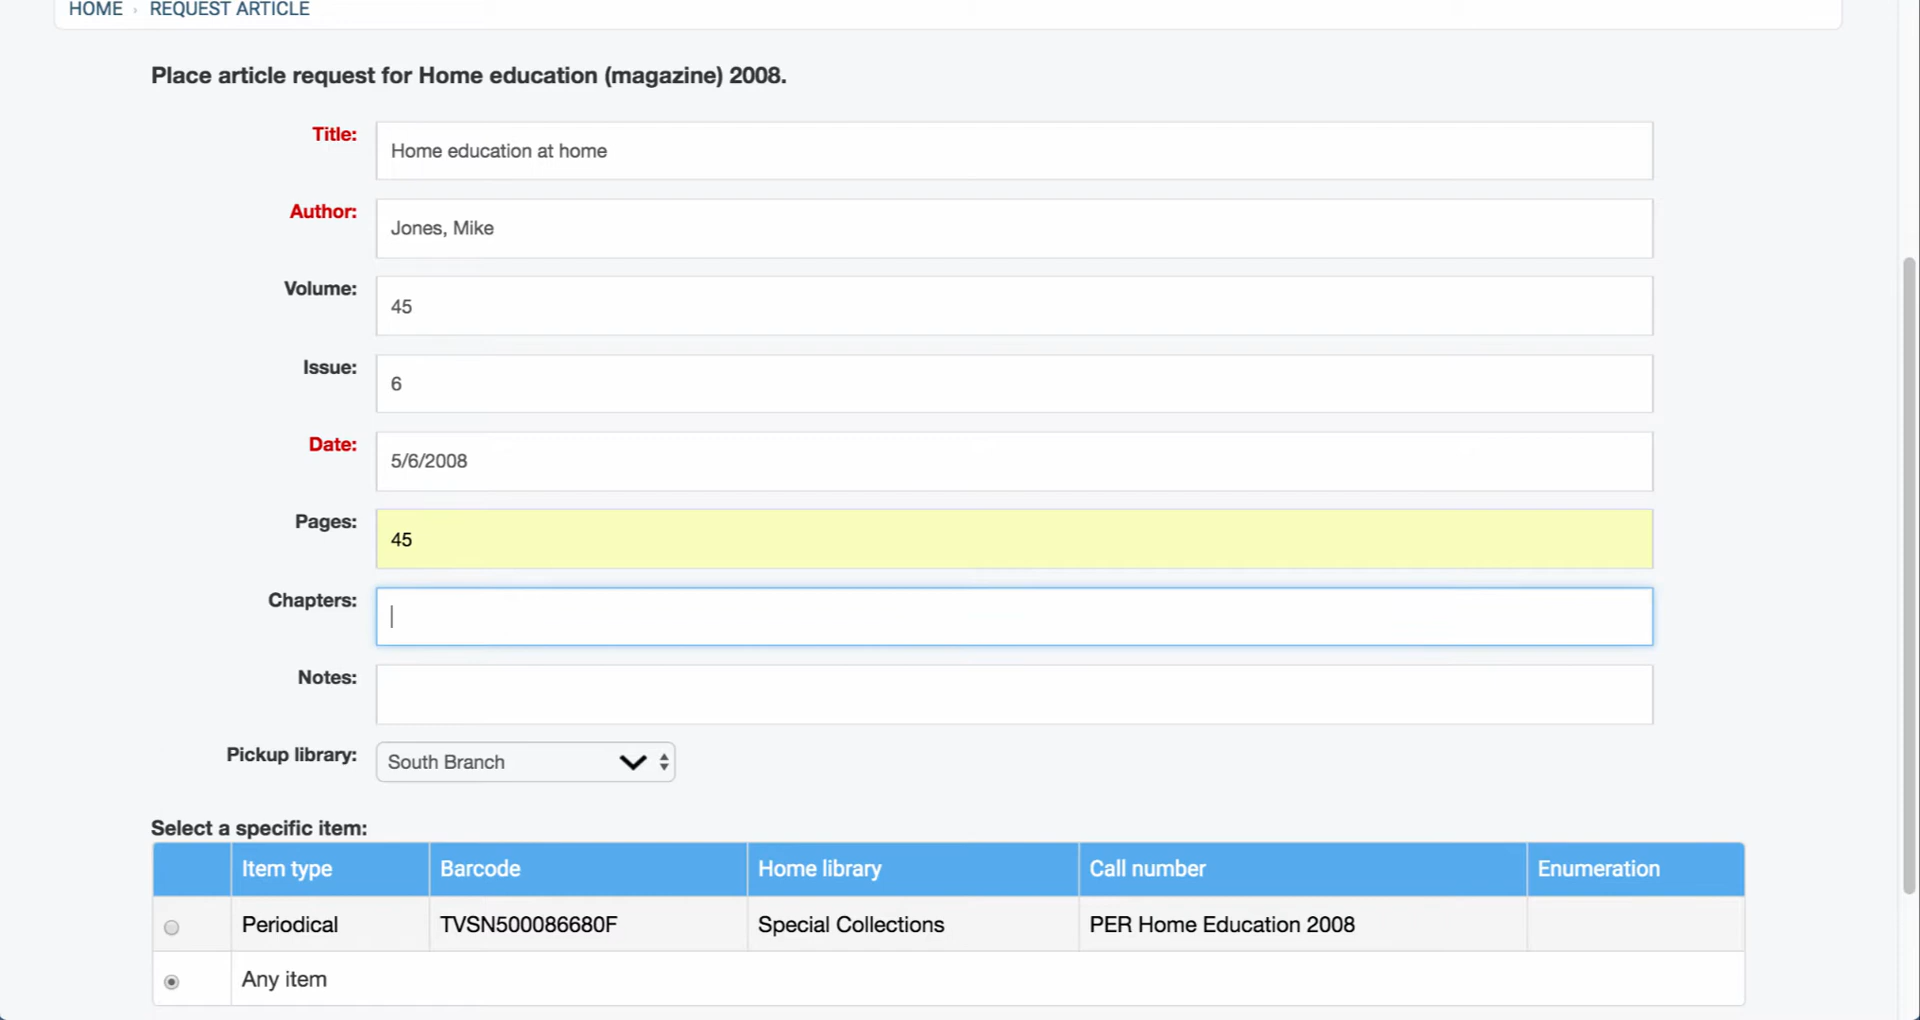 HOME › REQUEST ARTICLE
Place article request for Home education (magazine) 2008.
Title: Home education at home
Author: Jones, Mike
Volume: 45
Issue: 6
Date: 5/6/2008
Pages: 45
Chapters:
Notes:
Pickup library: South Branch
Select a specific item:
Item type Barcode Home library Call number Enumeration
Periodical TVSN500086680F Special Collections PER Home Education 2008
Any item